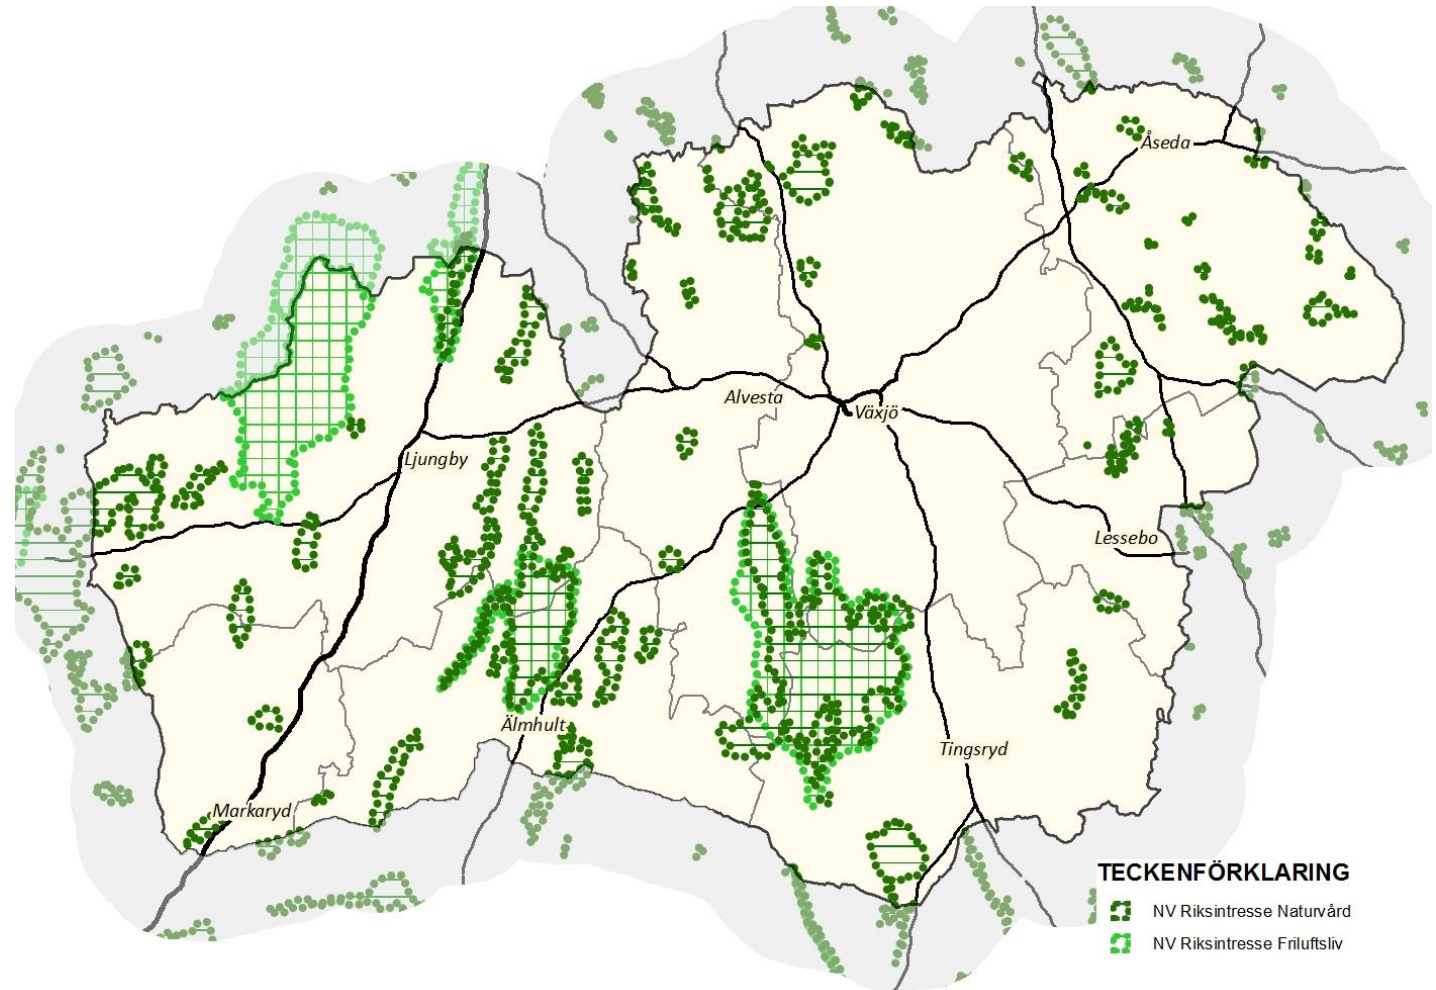 Åseda
Alvesta
Växjö
Ljungby
Lessebo
Älmhult
Tingsryd
Markaryd
TECKENFÖRKLARING
NV Riksintresse Naturvård
NV Riksintresse Friluftsliv